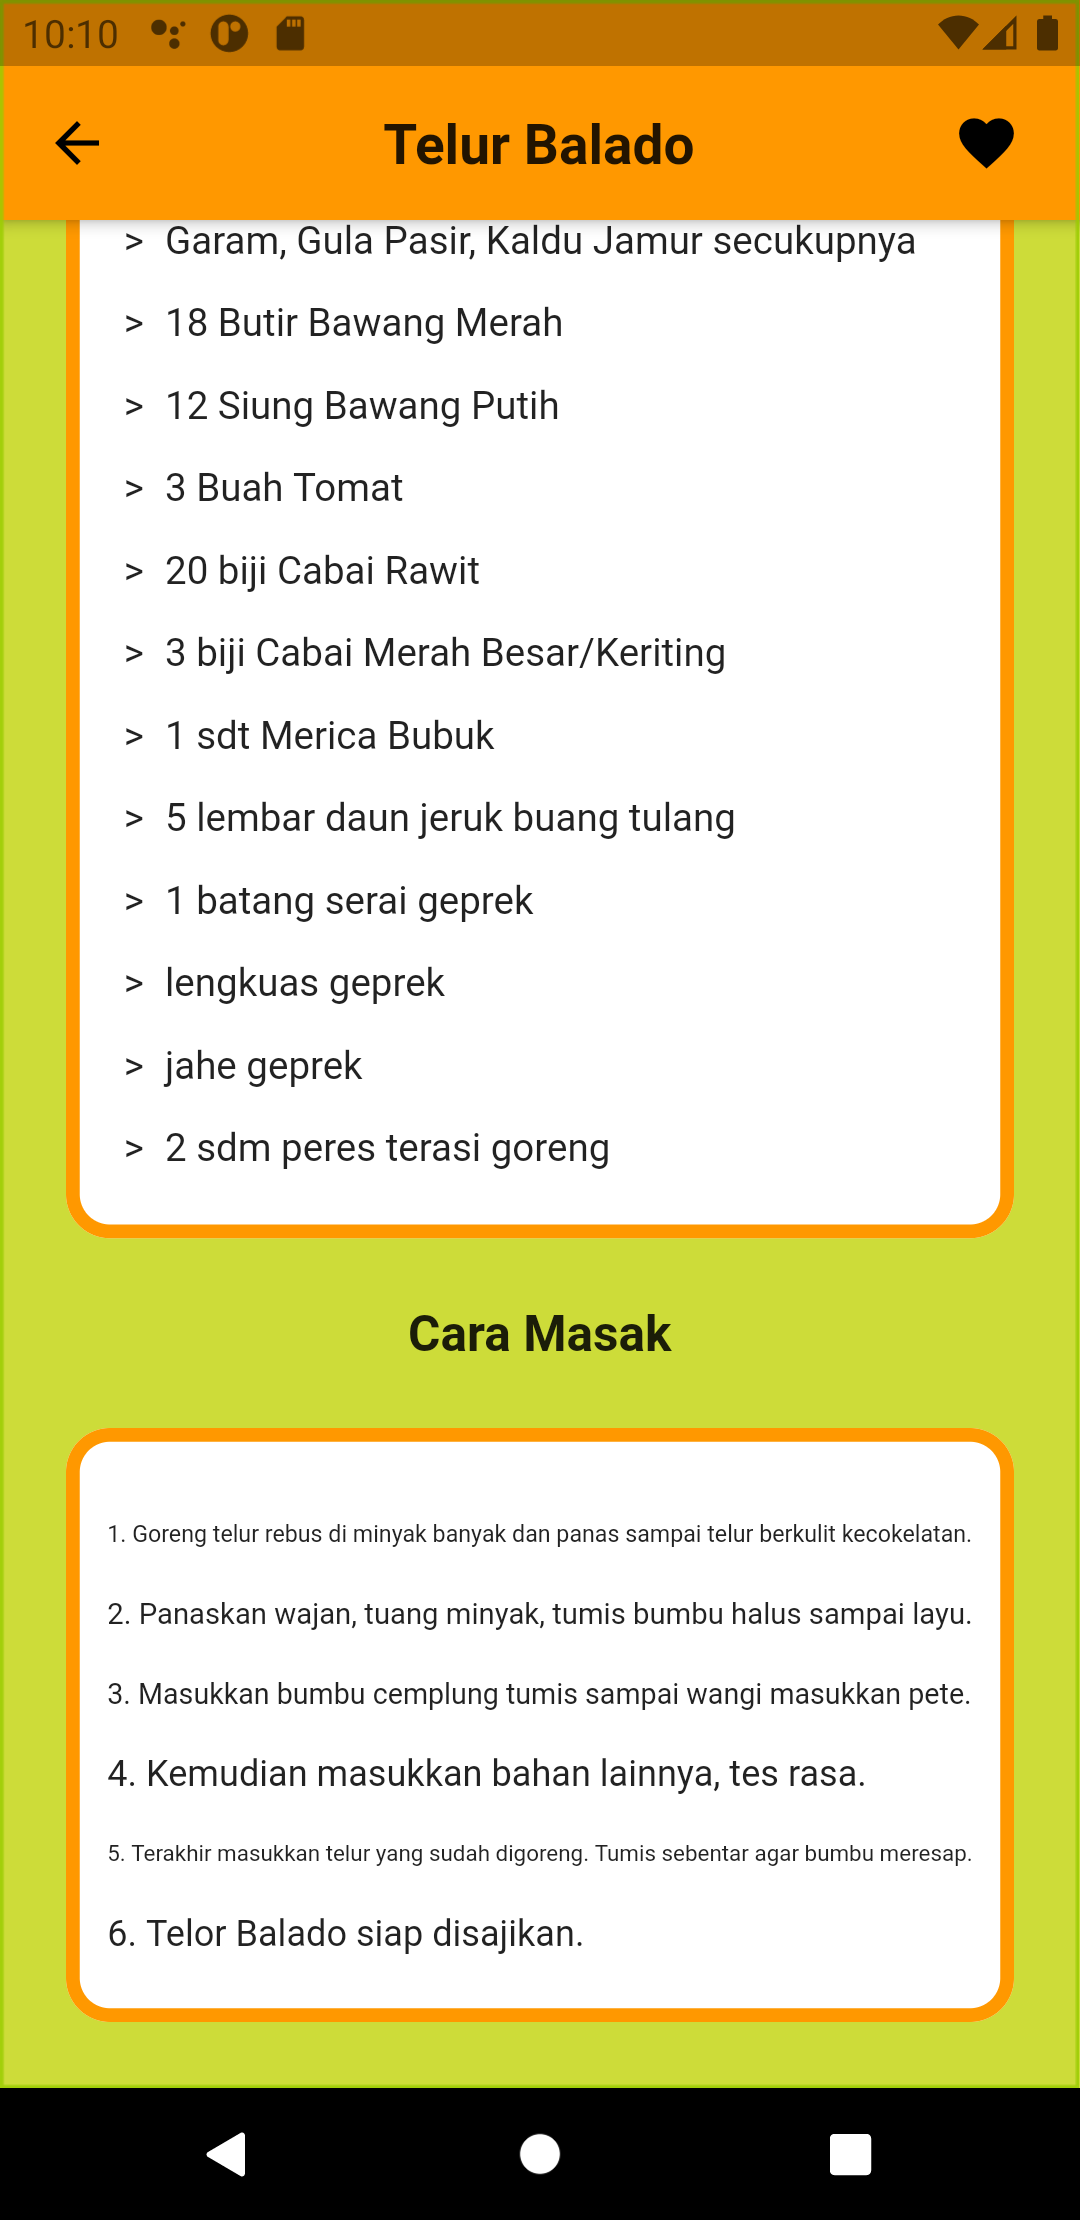 10:10
Telur Balado
> Garam, Gula Pasir, Kaldu Jamur secukupnya
> 18 Butir Bawang Merah
> 12 Siung Bawang Putih
> 3 Buah Tomat
> 20 biji Cabai Rawit
> 3 biji Cabai Merah Besar/Keriting
> 1 sdt Merica Bubuk
> 5 lembar daun jeruk buang tulang
> 1 batang serai geprek
> lengkuas geprek
> jahe geprek
> 2 sdm peres terasi goreng
Cara Masak
1. Goreng telur rebus di minyak banyak dan panas sampai telur berkulit kecokelatan.
2. Panaskan wajan, tuang minyak, tumis bumbu halus sampai layu.
3. Masukkan bumbu cemplung tumis sampai wangi masukkan pete.
4. Kemudian masukkan bahan lainnya, tes rasa.
5. Terakhir masukkan telur yang sudah digoreng. Tumis sebentar agar bumbu meresap.
6. Telor Balado siap disajikan.